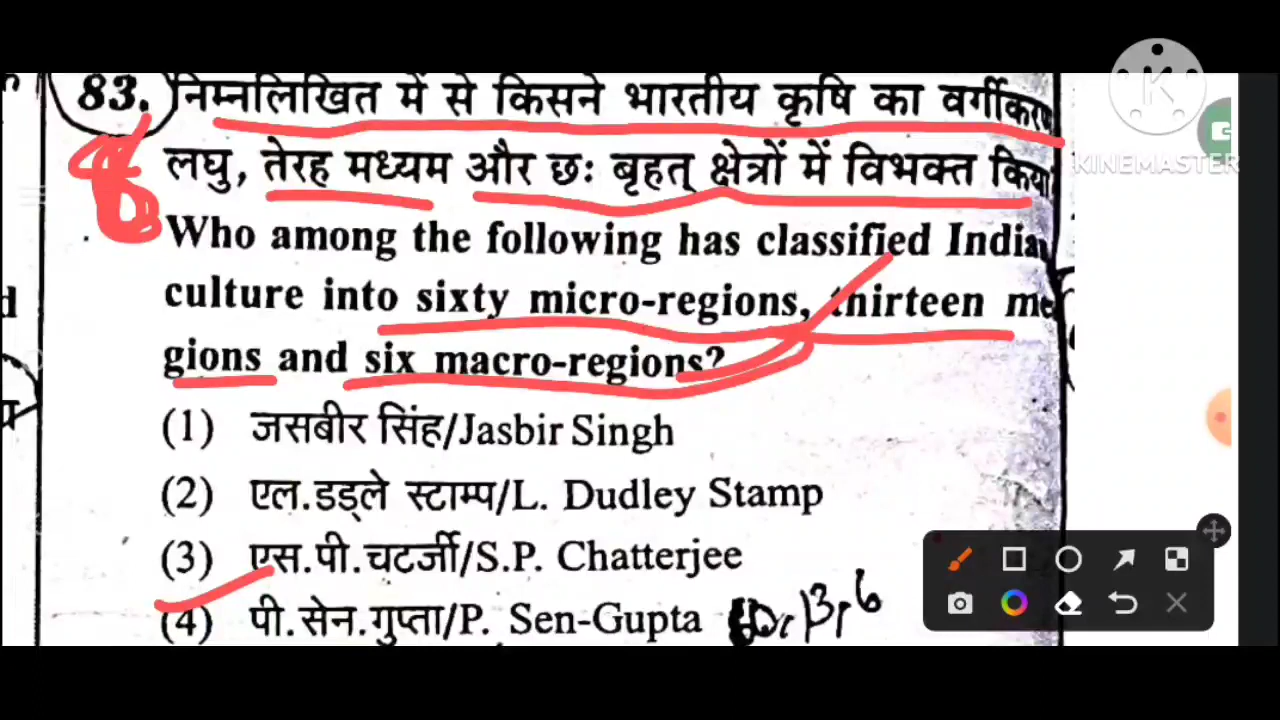 83. निम्नलिखित में से किसने भारतीय कृषि का वर्गीकरण
लघु, तेरह मध्यम और छः बृहत् क्षेत्रों में विभक्त किया
Who among the following has classified India
culture into sixty micro-regions, thirteen me
gions and six macro-regions?
(1) जसबीर सिंह/Jasbir Singh
(2) एल.डड्ले स्टाम्प/L. Dudley Stamp
(3) एस.पी.चटर्जी/S.P. Chatterjee
(4) पी.सेन.गुप्ता/P. Sen-Gupta
13, 6
KINEMASTER